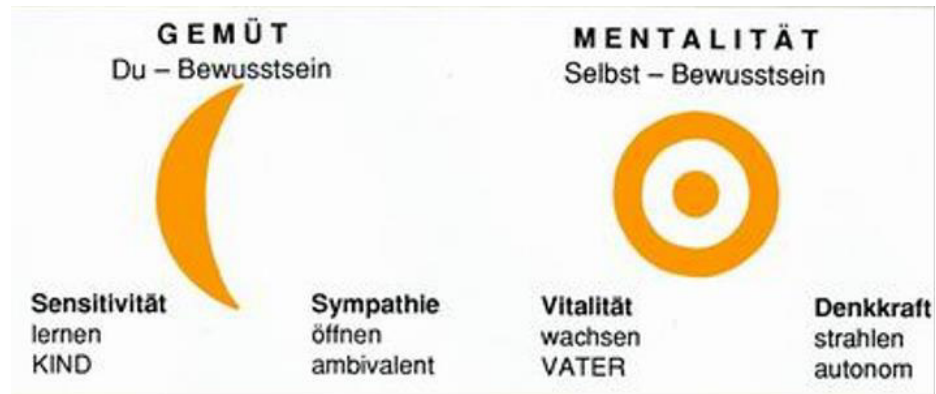 GEMÜT
Du – Bewusstsein
Sensitivität
lernen
KIND
Sympathie
öffnen
ambivalent
MENTALITÄT
Selbst – Bewusstsein
Vitalität
wachsen
VATER
Denkkraft
strahlen
autonom